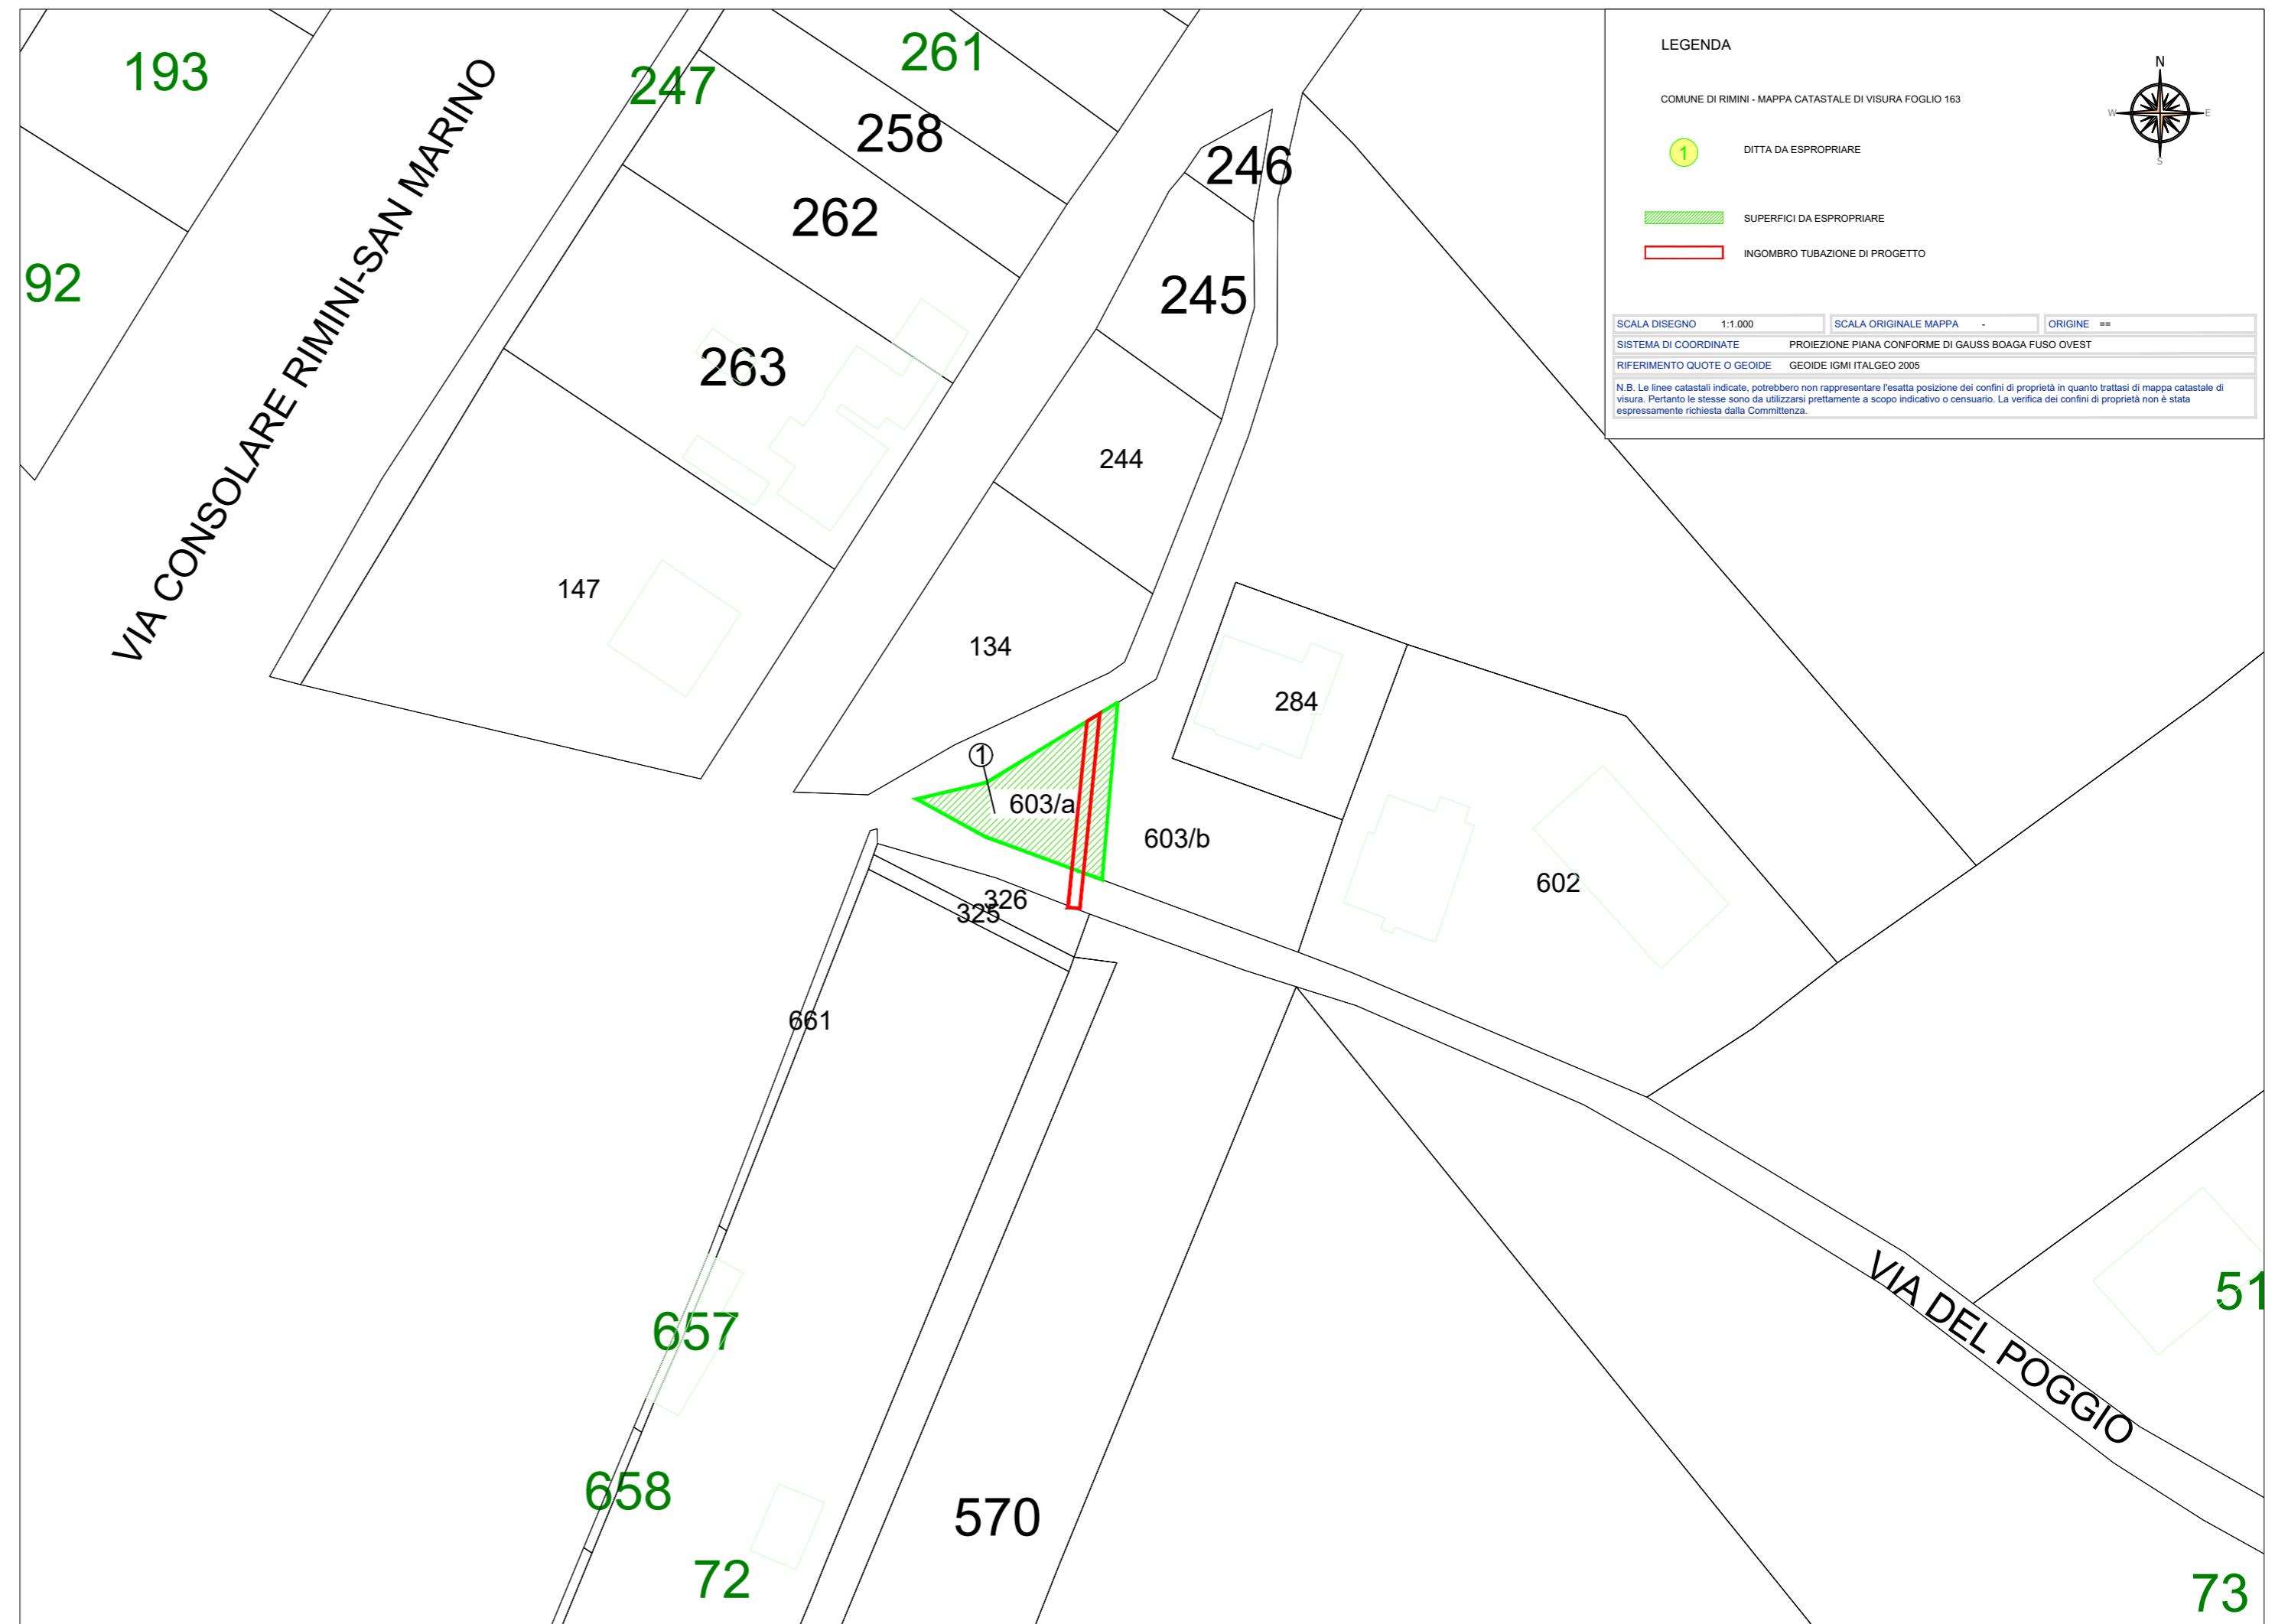 193
247
261
258
262
92
VIA CONSOLARE RIMINI-SAN MARINO
263
246
245
244
147
134
284
1
603/a
603/b
602
326
325
661
657
658
72
570
VIA DEL POGGIO
51
73
LEGENDA
COMUNE DI RIMINI - MAPPA CATASTALE DI VISURA FOGLIO 163
N
W
E
S
1
DITTA DA ESPROPRIARE
SUPERFICI DA ESPROPRIARE
INGOMBRO TUBAZIONE DI PROGETTO
SCALA DISEGNO 1:1.000 SCALA ORIGINALE MAPPA - ORIGINE ==
SISTEMA DI COORDINATE PROIEZIONE PIANA CONFORME DI GAUSS BOAGA FUSO OVEST
RIFERIMENTO QUOTE O GEOIDE GEOIDE IGMI ITALGEO 2005
N.B. Le linee catastali indicate, potrebbero non rappresentare l'esatta posizione dei confini di proprietà in quanto trattasi di mappa catastale di
visura. Pertanto le stesse sono da utilizzarsi prettamente a scopo indicativo o censuario. La verifica dei confini di proprietà non è stata
espressamente richiesta dalla Committenza.